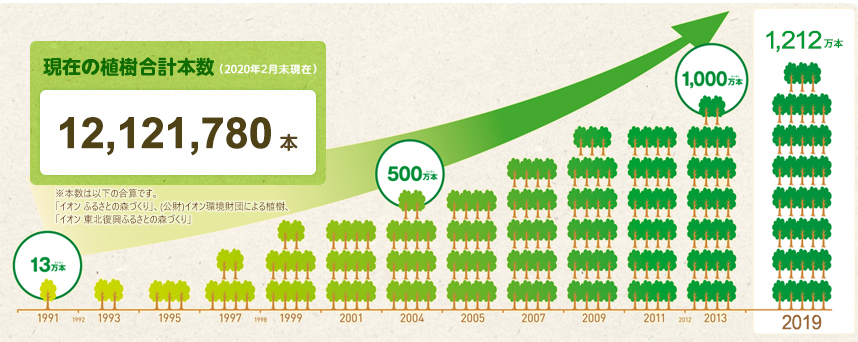 現在の植樹合計本数（2020年2月末現在）
12,121,780 本
※本数は以下の合算です。
「イオン ふるさとの森づくり」、(公財)イオン環境財団による植樹、
「イオン 東北復興ふるさとの森づくり」
13万本
500万本
1,000万本
1,212万本
1991 1992 1993 1995 1997 1998 1999 2001 2004 2005 2007 2009 2011 2012 2013 2019